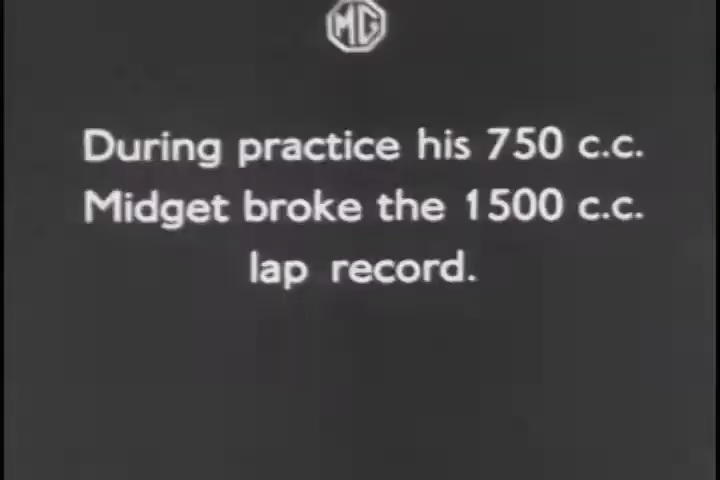 MG
During practice his 750 c.c.
Midget broke the 1500 c.c.
lap record.